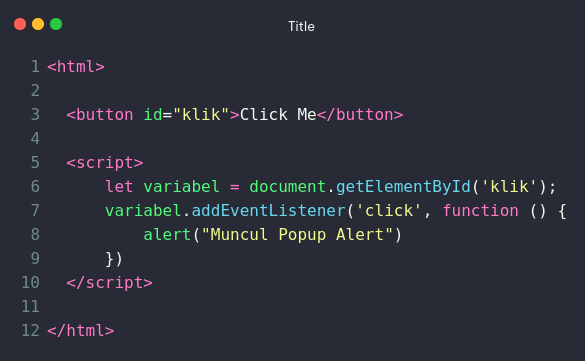 Title
1 <html>
2
3   <button id="klik">Click Me</button>
4
5   <script>
6       let variabel = document.getElementById('klik');
7       variabel.addEventListener('click', function () {
8           alert("Muncul Popup Alert")
9       })
10   </script>
11
12 </html>